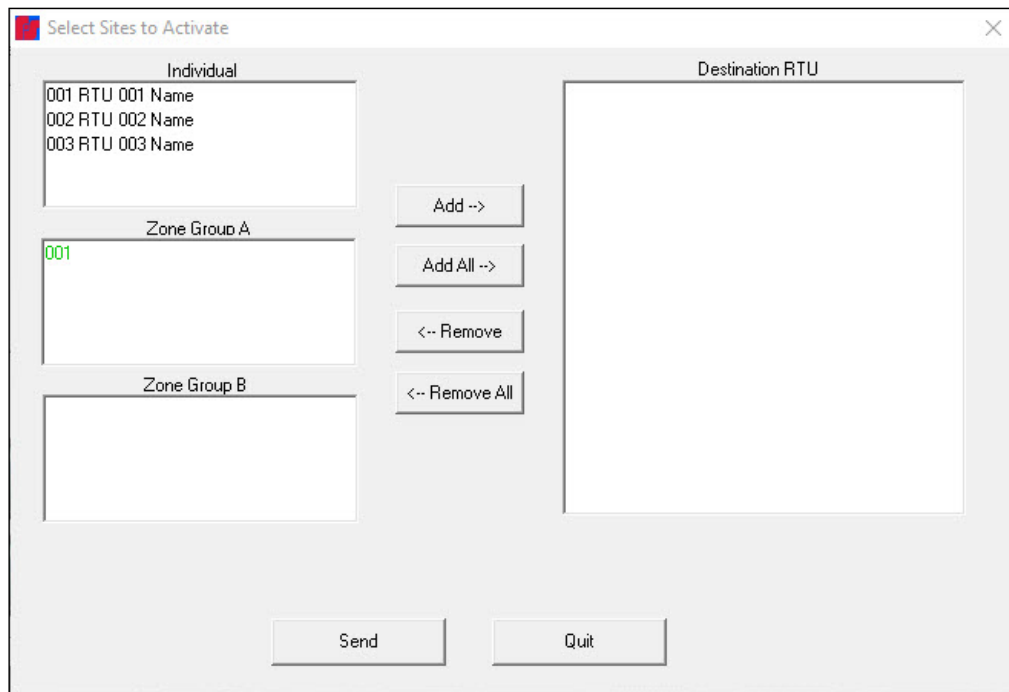 Select Sites to Activate
Individual
001 RTU 001 Name
002 RTU 002 Name
003 RTU 003 Name
Zone Group A
001
Zone Group B
Add -->
Add All -->
<-- Remove
<-- Remove All
Destination RTU
Send
Quit